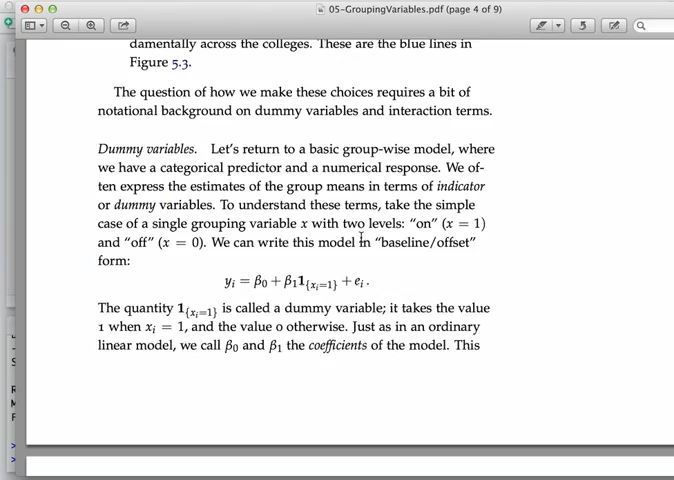 05-GroupingVariables.pdf (page 4 of 9)
damentally across the colleges. These are the blue lines in
Figure 5.3.
The question of how we make these choices requires a bit of
notational background on dummy variables and interaction terms.
Dummy variables. Let's return to a basic group-wise model, where
we have a categorical predictor and a numerical response. We of-
ten express the estimates of the group means in terms of indicator
or dummy variables. To understand these terms, take the simple
case of a single grouping variable x with two levels: “on” (x = 1)
and “off” (x = 0). We can write this model in “baseline/offset”
form:
yᵢ = β₀ + β₁1{xᵢ=1} + eᵢ .
The quantity 1{xᵢ=1} is called a dummy variable; it takes the value
1 when xᵢ = 1, and the value 0 otherwise. Just as in an ordinary
linear model, we call β₀ and β₁ the coefficients of the model. This